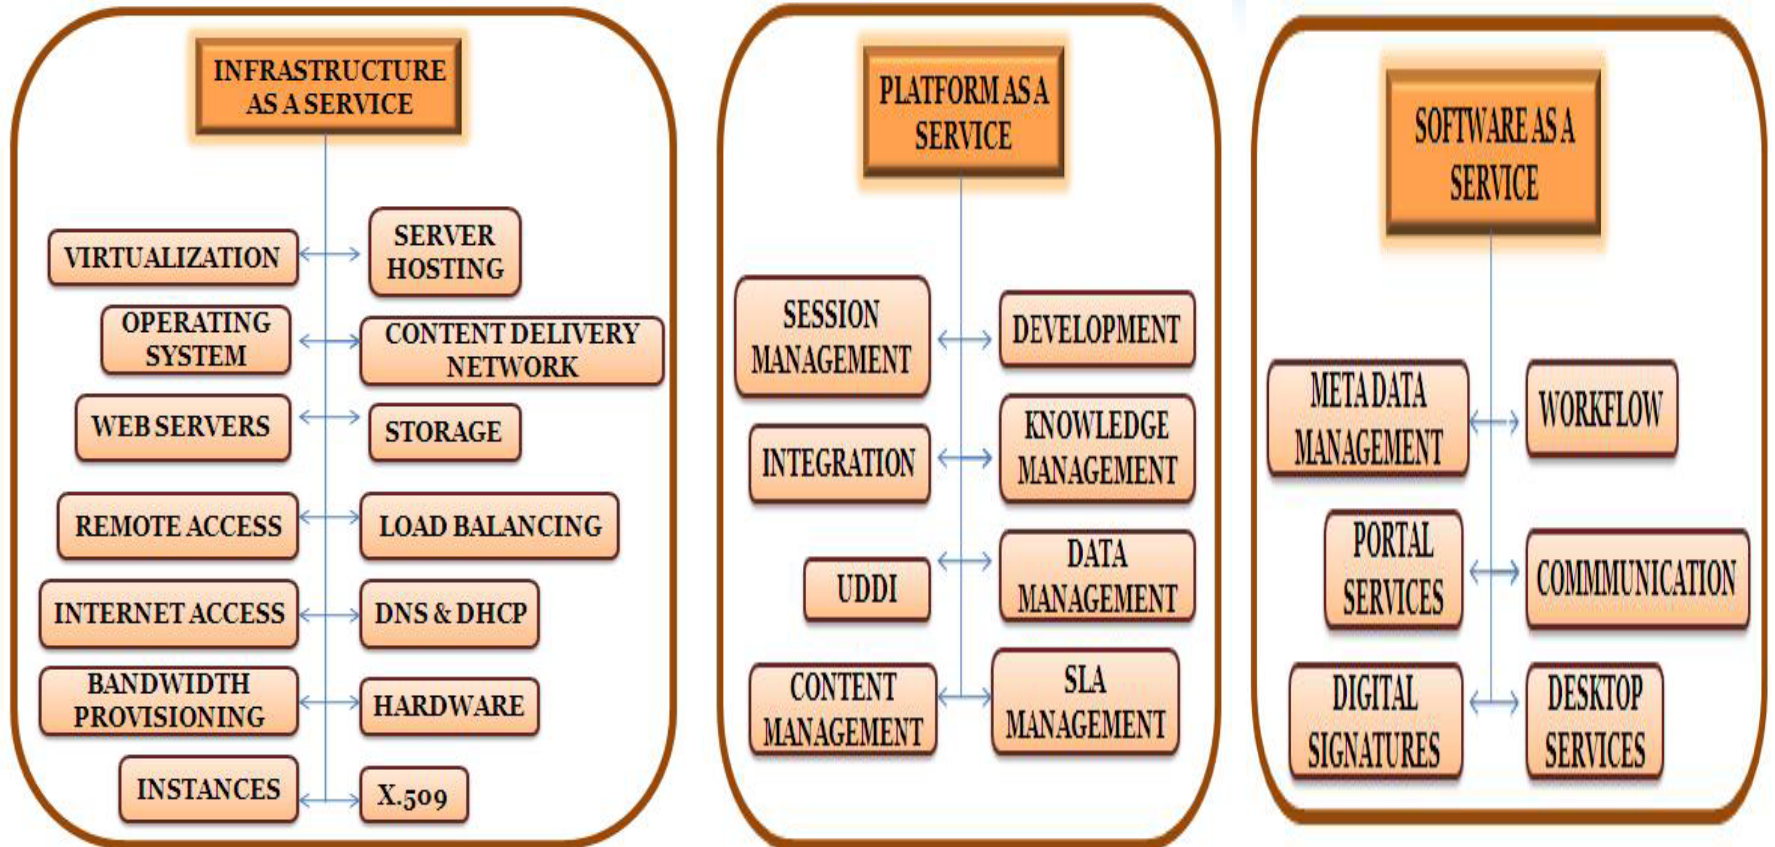 INFRASTRUCTURE
AS A SERVICE
VIRTUALIZATION
SERVER
HOSTING
OPERATING
SYSTEM
CONTENT DELIVERY
NETWORK
WEB SERVERS
STORAGE
REMOTE ACCESS
LOAD BALANCING
INTERNET ACCESS
DNS & DHCP
BANDWIDTH
PROVISIONING
HARDWARE
INSTANCES
X.509
PLATFORM AS A
SERVICE
SESSION
MANAGEMENT
DEVELOPMENT
INTEGRATION
KNOWLEDGE
MANAGEMENT
UDDI
DATA
MANAGEMENT
CONTENT
MANAGEMENT
SLA
MANAGEMENT
SOFTWARE AS A
SERVICE
META DATA
MANAGEMENT
WORKFLOW
PORTAL
SERVICES
COMMMUNICATION
DIGITAL
SIGNATURES
DESKTOP
SERVICES